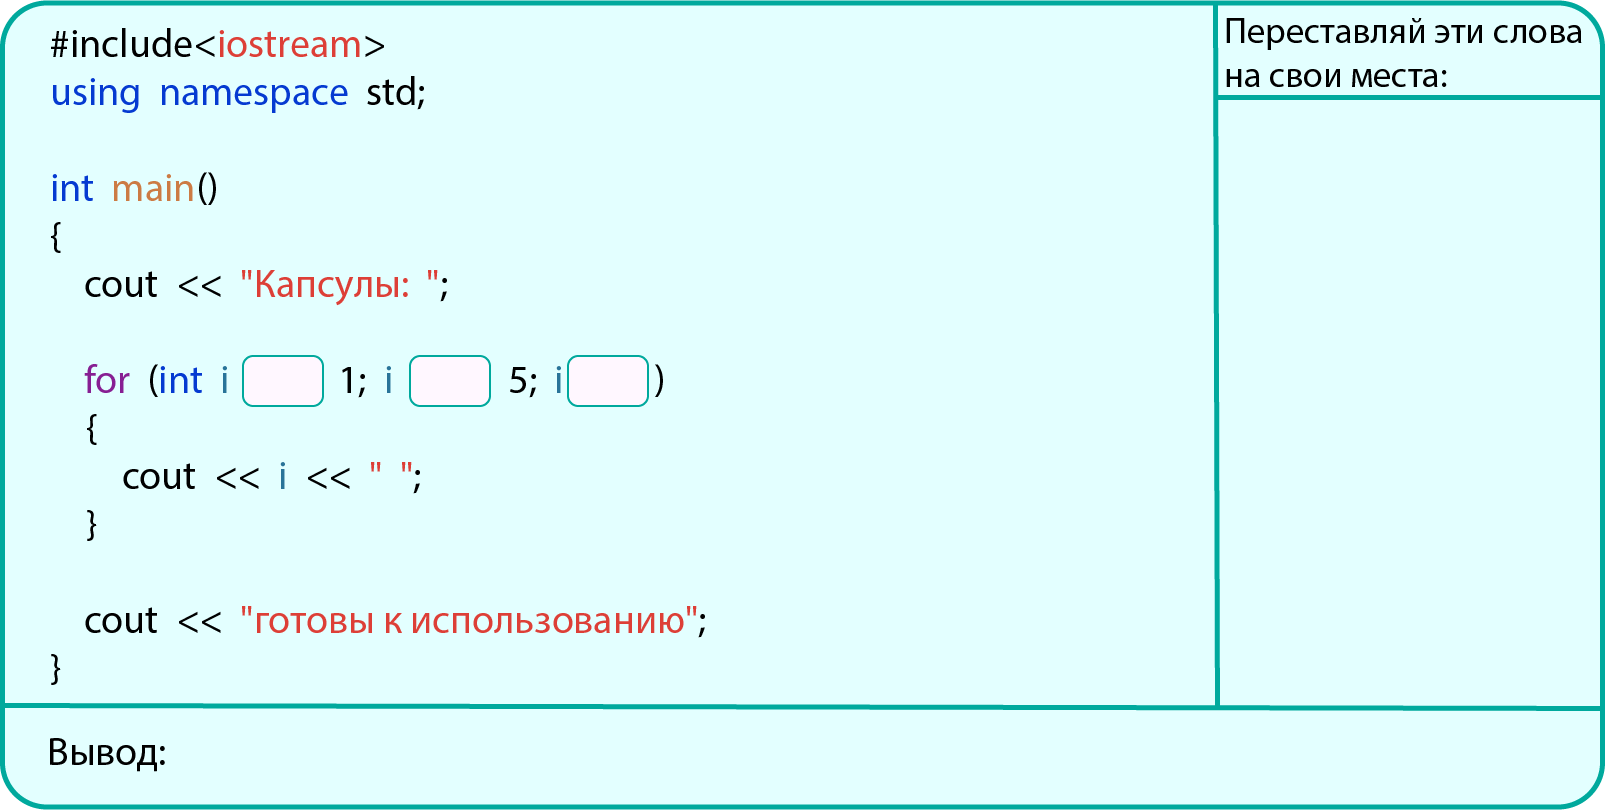 #include<iostream>
using namespace std;
int main()
{
cout << "Капсулы: ";
for (int i 1; i 5; i )
{
cout << i << " ";
}
cout << "готовы к использованию";
}
Переставляй эти слова
на свои места:
Вывод: